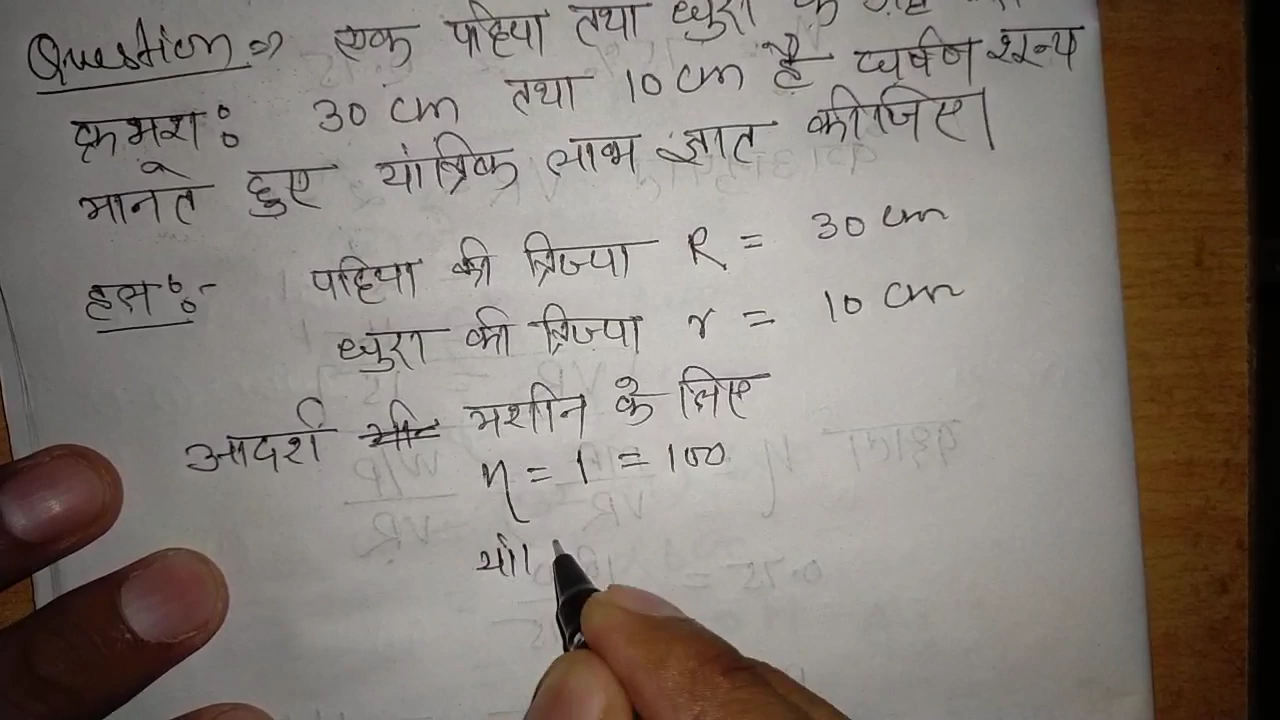 Question ⇒ एक पहिया तथा धुरा
क्रमश: 30 cm तथा 10 cm है घर्षण शून्य
मानते हुए यांत्रिक लाभ ज्ञात कीजिए।
हल:- पहिया की त्रिज्या R = 30 cm
धुरा की त्रिज्या r = 10 cm
आदर्श मशीन के लिए
η = 1 = 100
यां